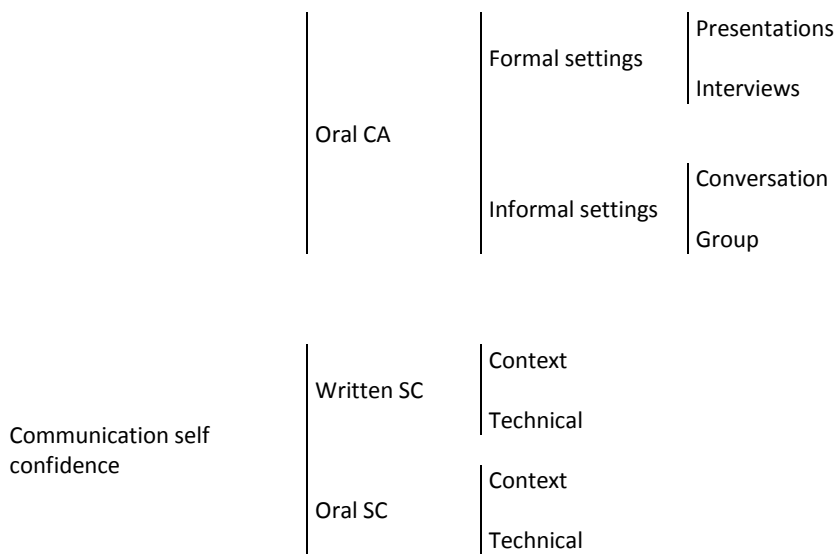 Presentations
Formal settings
Interviews
Oral CA
Conversation
Informal settings
Group
Context
Written SC
Technical
Communication self
confidence
Context
Oral SC
Technical